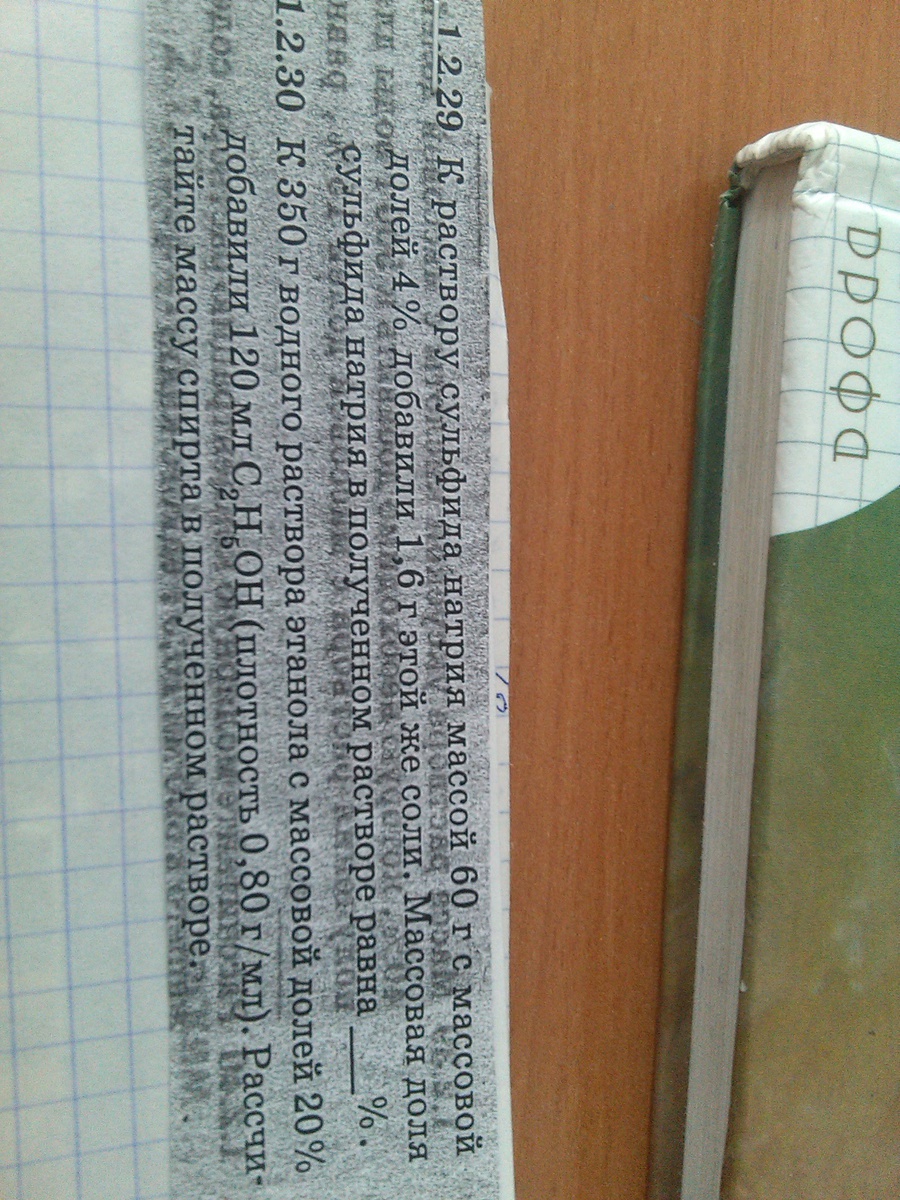 1.2.29 К раствору сульфида натрия массой 60 г с массовой
долей 4% добавили 1,6 г этой же соли. Массовая доля
сульфида натрия в полученном растворе равна ____ %.
1.2.30 К 350 г водного раствора этанола с массовой долей 20%
добавили 120 мл C₂H₅OH (плотность 0,80 г/мл). Рассчи-
тайте массу спирта в полученном растворе.
ДРОФА